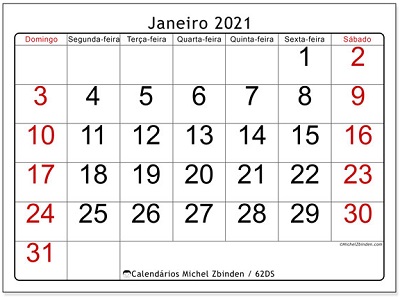 Janeiro 2021
Domingo Segunda-feira Terça-feira Quarta-feira Quinta-feira Sexta-feira Sábado
1 2
3 4 5 6 7 8 9
10 11 12 13 14 15 16
17 18 19 20 21 22 23
24 25 26 27 28 29 30
31
©MichelZbinden.com
Calendários Michel Zbinden / 62DS